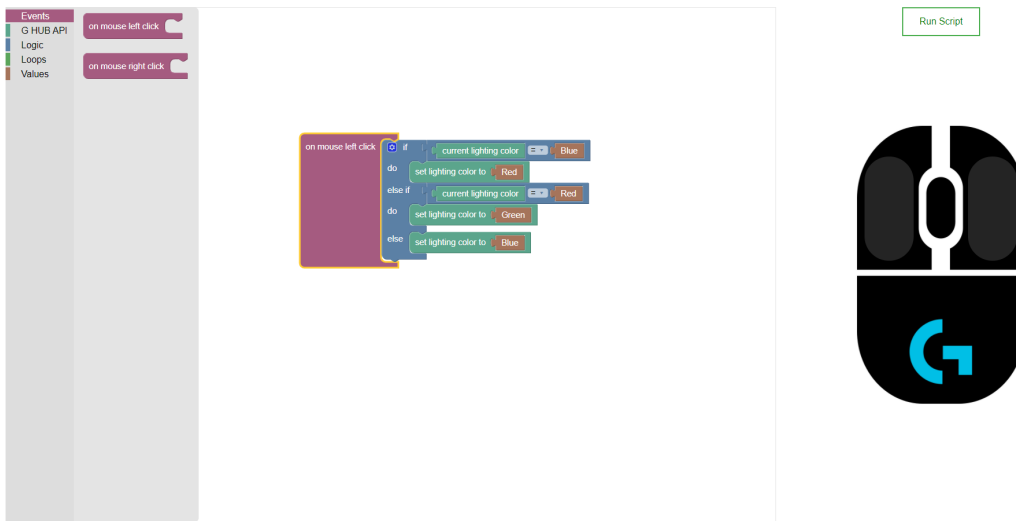 Events
G HUB API
Logic
Loops
Values
on mouse left click
on mouse right click
on mouse left click if current lighting color = Blue
do set lighting color to Red
else if current lighting color = Red
do set lighting color to Green
else set lighting color to Blue
Run Script
G